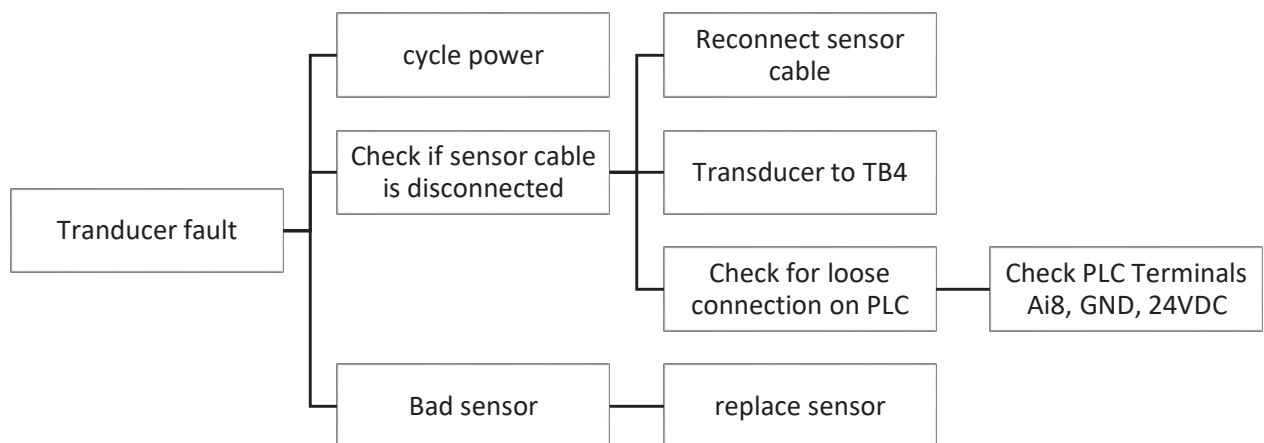 cycle power
Reconnect sensor
cable
Check if sensor cable
is disconnected
Transducer to TB4
Tranducer fault
Check for loose
connection on PLC
Check PLC Terminals
Ai8, GND, 24VDC
Bad sensor
replace sensor